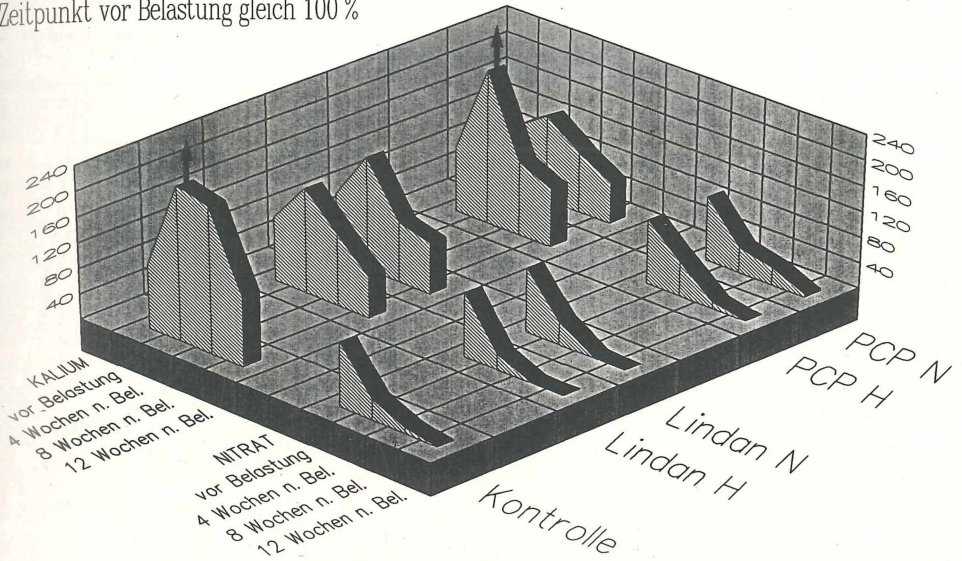 Zeitpunkt vor Belastung gleich 100 %
240
200
160
120
80
40
240
200
160
120
80
40
KALIUM
vor Belastung
4 Wochen n. Bel.
8 Wochen n. Bel.
12 Wochen n. Bel.
NITRAT
vor Belastung
4 Wochen n. Bel.
8 Wochen n. Bel.
12 Wochen n. Bel.
Kontrolle
Lindan H
Lindan N
PCP H
PCP N